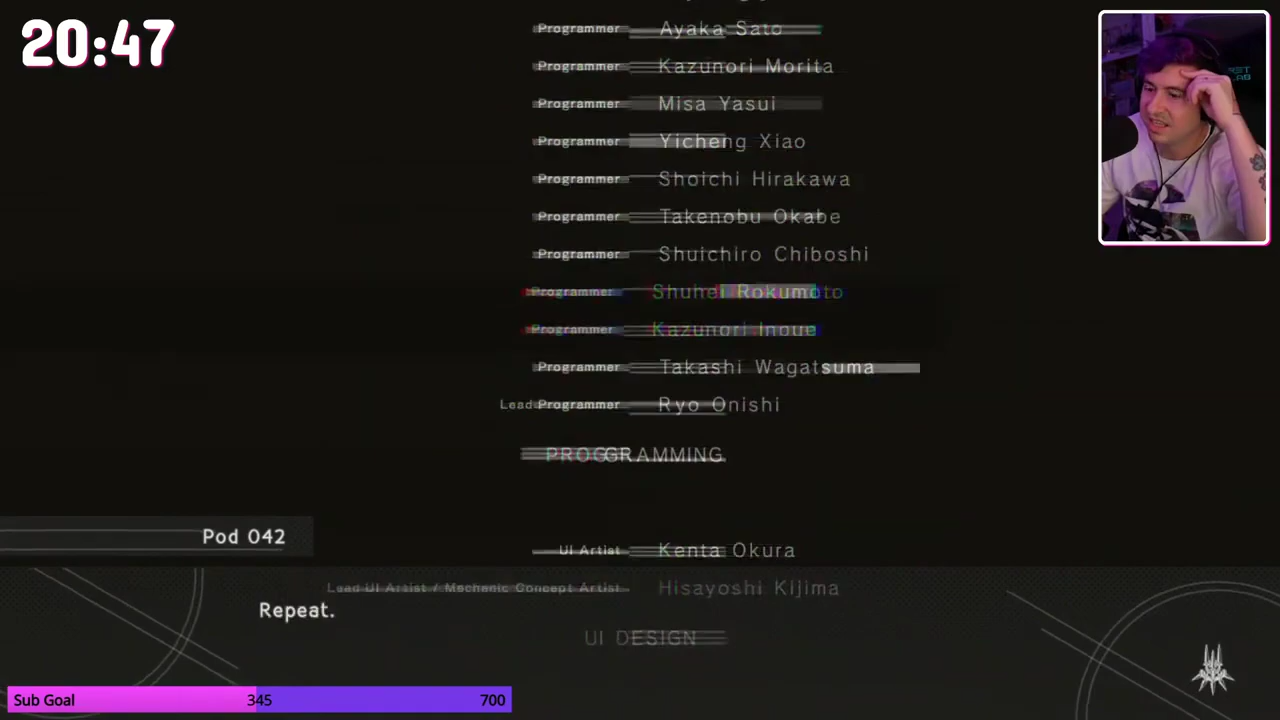 20:47
Programmer Ayaka Sato
Programmer Kazunori Morita
Programmer Misa Yasui
Programmer Yicheng Xiao
Programmer Shoichi Hirakawa
Programmer Takenobu Okabe
Programmer Shuichiro Chiboshi
Programmer Shuhei Rokumoto
Programmer Kazunori Inoue
Programmer Takashi Wagatsuma
Lead Programmer Ryo Onishi
PROGRAMMING
Pod 042
UI Artist Kenta Okura
Lead UI Artist / Mechanic Concept Artist Hisayoshi Kijima
Repeat.
UI DESIGN
Sub Goal 345 700